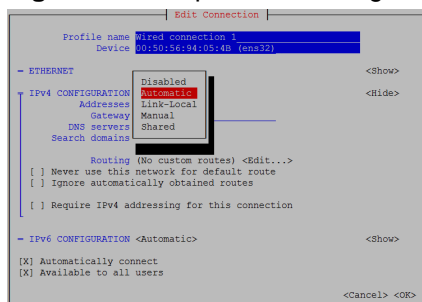 Edit Connection
Profile name Wired connection 1
Device 00:50:56:94:05:4B (ens32)
= ETHERNET <Show>
IPv4 CONFIGURATION
Disabled
Automatic
Link-Local
Manual
Shared
<Hide>
Addresses
Gateway
DNS servers
Search domains
Routing (No custom routes) <Edit...>
[ ] Never use this network for default route
[ ] Ignore automatically obtained routes
[ ] Require IPv4 addressing for this connection
= IPv6 CONFIGURATION <Automatic> <Show>
[X] Automatically connect
[X] Available to all users
<Cancel> <OK>